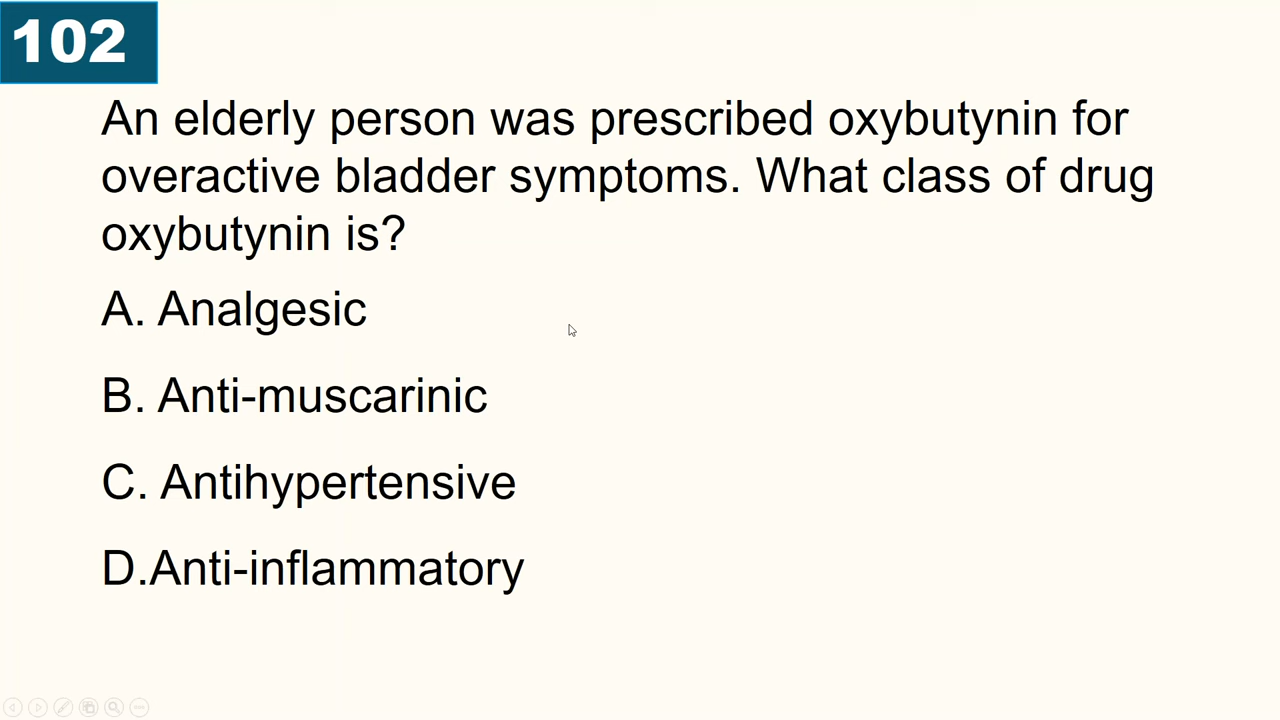 102
An elderly person was prescribed oxybutynin for
overactive bladder symptoms. What class of drug
oxybutynin is?
A. Analgesic
B. Anti-muscarinic
C. Antihypertensive
D.Anti-inflammatory